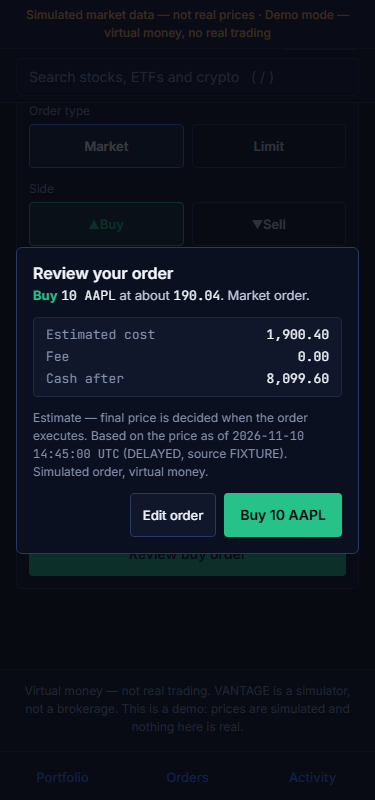 Simulated market data — not real prices · Demo mode —
virtual money, no real trading
Search stocks, ETFs and crypto ( / )
Order type
Market
Limit
Side
▲Buy
▼Sell
Review your order
Buy 10 AAPL at about 190.04. Market order.
Estimated cost 1,900.40
Fee 0.00
Cash after 8,099.60
Estimate — final price is decided when the order
executes. Based on the price as of 2026-11-10
14:45:00 UTC (DELAYED, source FIXTURE).
Simulated order, virtual money.
Edit order
Buy 10 AAPL
Review buy order
Virtual money — not real trading. VANTAGE is a simulator,
not a brokerage. This is a demo: prices are simulated and
nothing here is real.
Portfolio
Orders
Activity